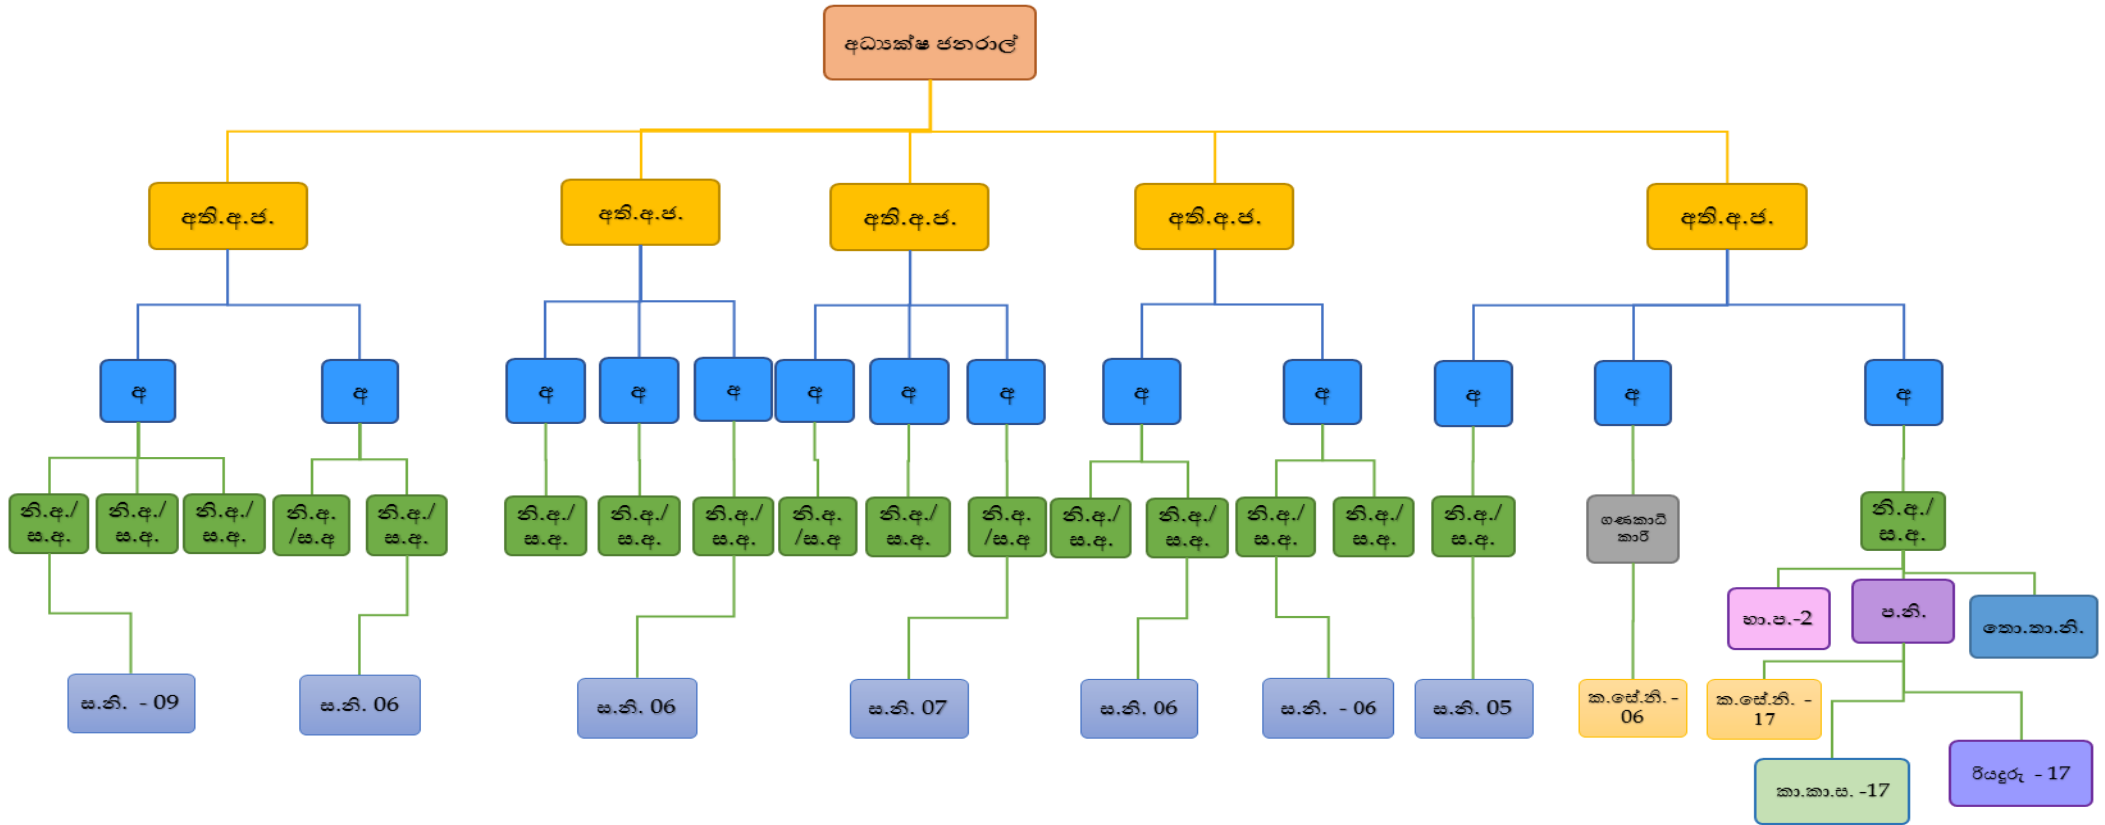 අධ්‍යක්ෂ ජනරාල්
අති.අ.ජ.
අති.අ.ජ.
අති.අ.ජ.
අති.අ.ජ.
අති.අ.ජ.
අ
අ
අ
අ
අ
අ
අ
අ
අ
අ
අ
අ
අ
නි.අ./
ස.අ.
නි.අ./
ස.අ.
නි.අ./
ස.අ.
නි.අ.
/ස.අ
නි.අ./
ස.අ.
නි.අ./
ස.අ.
නි.අ./
ස.අ.
නි.අ./
ස.අ.
නි.අ.
/ස.අ
නි.අ./
ස.අ.
නි.අ.
/ස.අ
නි.අ./
ස.අ.
නි.අ./
ස.අ.
නි.අ./
ස.අ.
නි.අ./
ස.අ.
නි.අ./
ස.අ.
ගණකාධි
කාරී
නි.අ./
ස.අ.
භා.ප.-2
ප.නි.
තො.තා.නි.
ස.නි. - 09
ස.නි. 06
ස.නි. 06
ස.නි. 07
ස.නි. 06
ස.නි. - 06
ස.නි. 05
ක.සේ.නි. -
06
ක.සේ.නි. -
17
කා.කා.ස. -17
රියදුරු - 17